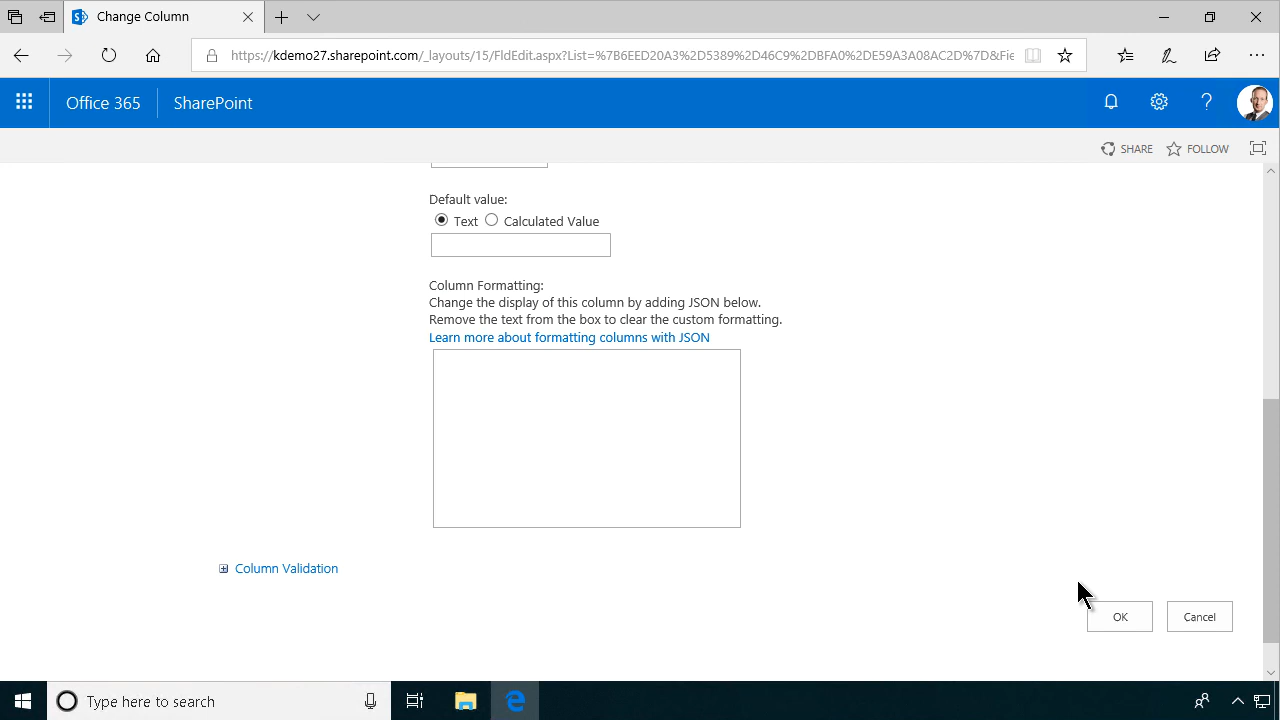 Change Column
https://kdemo27.sharepoint.com/_layouts/15/FldEdit.aspx?List=%7B6EED20A3%2D5389%2D46C9%2DBFA0%2DE59A3A08AC2D%7D&Fie
Office 365
SharePoint
SHARE
FOLLOW
Default value:
Text
Calculated Value
Column Formatting:
Change the display of this column by adding JSON below.
Remove the text from the box to clear the custom formatting.
Learn more about formatting columns with JSON
Column Validation
OK
Cancel
Type here to search